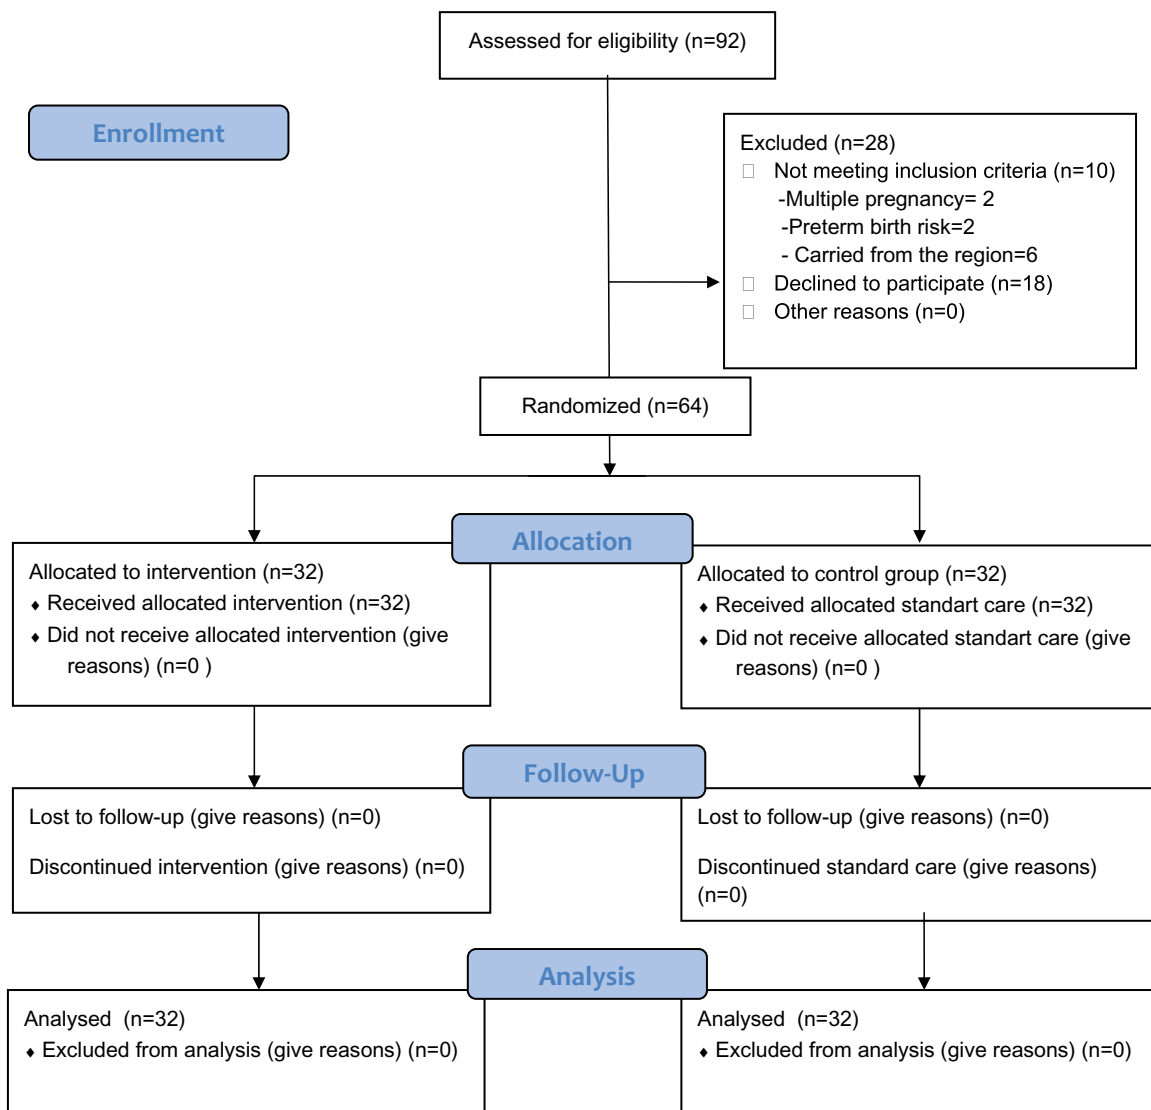 Assessed for eligibility (n=92)
Enrollment
Excluded (n=28)
□ Not meeting inclusion criteria (n=10)
-Multiple pregnancy= 2
-Preterm birth risk=2
- Carried from the region=6
□ Declined to participate (n=18)
□ Other reasons (n=0)
Randomized (n=64)
Allocation
Allocated to intervention (n=32)
♦ Received allocated intervention (n=32)
♦ Did not receive allocated intervention (give
reasons) (n=0 )
Allocated to control group (n=32)
♦ Received allocated standart care (n=32)
♦ Did not receive allocated standart care (give
reasons) (n=0 )
Follow-Up
Lost to follow-up (give reasons) (n=0)
Discontinued intervention (give reasons) (n=0)
Lost to follow-up (give reasons) (n=0)
Discontinued standard care (give reasons)
(n=0)
Analysis
Analysed  (n=32)
♦ Excluded from analysis (give reasons) (n=0)
Analysed  (n=32)
♦ Excluded from analysis (give reasons) (n=0)